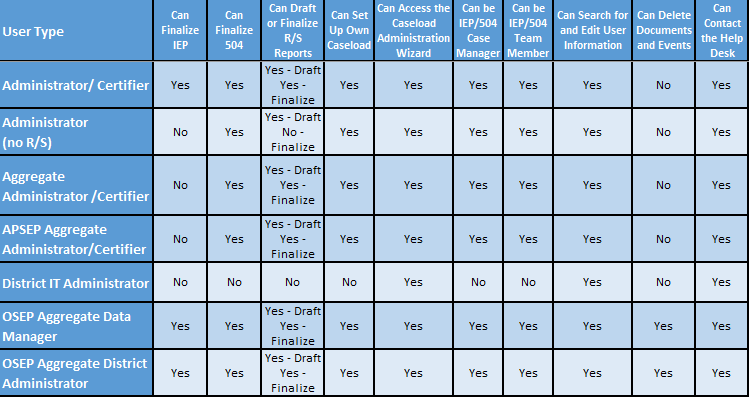 User Type Can Finalize IEP Can Finalize 504 Can Draft or Finalize R/S Reports Can Set Up Own Caseload Can Access the Caseload Administration Wizard Can be IEP/504 Case Manager Can be IEP/504 Team Member Can Search for and Edit User Information Can Delete Documents and Events Can Contact the Help Desk
Administrator/ Certifier Yes Yes Yes - Draft Yes - Finalize Yes Yes Yes Yes Yes No Yes
Administrator (no R/S) No Yes Yes - Draft No - Finalize Yes Yes Yes Yes Yes No Yes
Aggregate Administrator /Certifier No Yes Yes - Draft Yes - Finalize Yes Yes Yes Yes Yes No Yes
APSEP Aggregate Administrator/Certifier No Yes Yes - Draft Yes - Finalize Yes Yes Yes Yes Yes No Yes
District IT Administrator No No No No Yes No No Yes No Yes
OSEP Aggregate Data Manager Yes Yes Yes - Draft Yes - Finalize Yes Yes Yes Yes Yes Yes Yes
OSEP Aggregate District Administrator Yes Yes Yes - Draft Yes - Finalize Yes Yes Yes Yes Yes Yes Yes